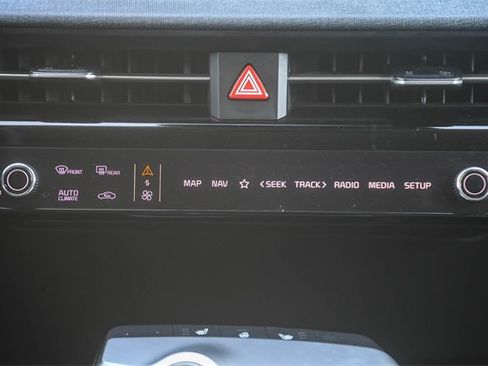 FRONT REAR
MAP NAV <SEEK TRACK> RADIO MEDIA SETUP
AUTO
CLIMATE